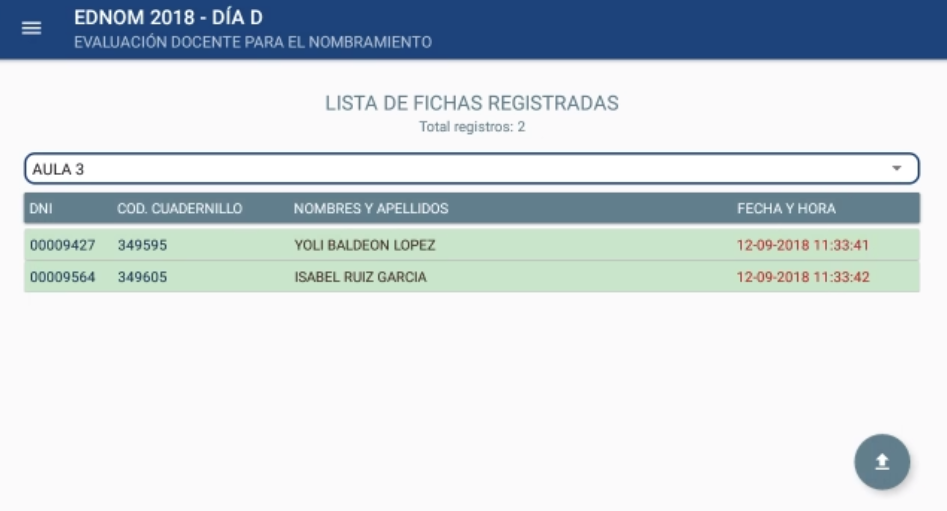 EDNOM 2018 - DÍA D
EVALUACIÓN DOCENTE PARA EL NOMBRAMIENTO
LISTA DE FICHAS REGISTRADAS
Total registros: 2
AULA 3
DNI COD. CUADERNILLO NOMBRES Y APELLIDOS FECHA Y HORA
00009427 349595 YOLI BALDEON LOPEZ 12-09-2018 11:33:41
00009564 349605 ISABEL RUIZ GARCIA 12-09-2018 11:33:42